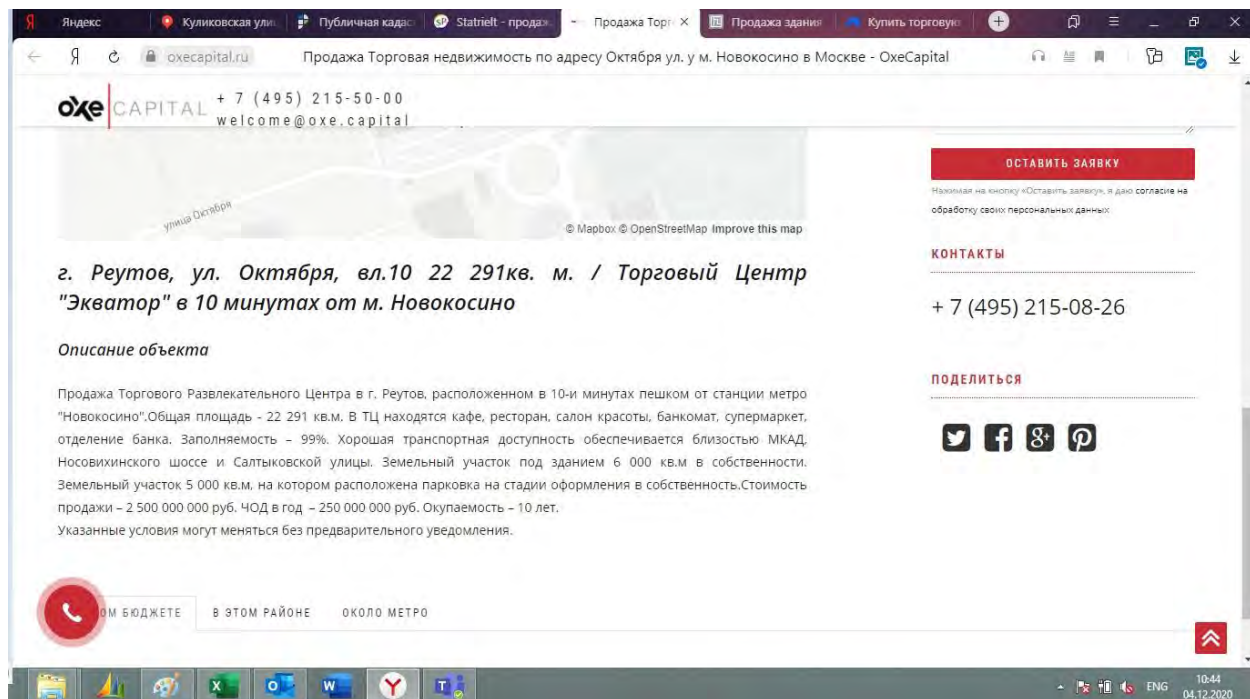 Яндекс
Куликовская ули
Публичная кадас
Statrielt - продаж
Продажа Торг
Продажа здания
Купить торговую
oxecapital.ru
Продажа Торговая недвижимость по адресу Октября ул. у м. Новокосино в Москве - OxeCapital
oxe CAPITAL
+ 7 (495) 215-50-00
welcome@oxe.capital
улица Октября
© Mapbox © OpenStreetMap Improve this map
г. Реутов, ул. Октября, вл.10 22 291кв. м. / Торговый Центр
"Экватор" в 10 минутах от м. Новокосино
Описание объекта
Продажа Торгового Развлекательного Центра в г. Реутов, расположенном в 10-и минутах пешком от станции метро
"Новокосино".Общая площадь - 22 291 кв.м. В ТЦ находятся кафе, ресторан, салон красоты, банкомат, супермаркет,
отделение банка. Заполняемость – 99%. Хорошая транспортная доступность обеспечивается близостью МКАД,
Носовихинского шоссе и Салтыковской улицы. Земельный участок под зданием 6 000 кв.м в собственности.
Земельный участок 5 000 кв.м, на котором расположена парковка на стадии оформления в собственность.Стоимость
продажи – 2 500 000 000 руб. ЧОД в год – 250 000 000 руб. Окупаемость – 10 лет.
Указанные условия могут меняться без предварительного уведомления.
ОМ БЮДЖЕТЕ
В ЭТОМ РАЙОНЕ
ОКОЛО МЕТРО
ОСТАВИТЬ ЗАЯВКУ
Нажимая на кнопку «Оставить заявку», я даю согласие на
обработку своих персональных данных
КОНТАКТЫ
+ 7 (495) 215-08-26
ПОДЕЛИТЬСЯ
ENG
10:44
04.12.2020